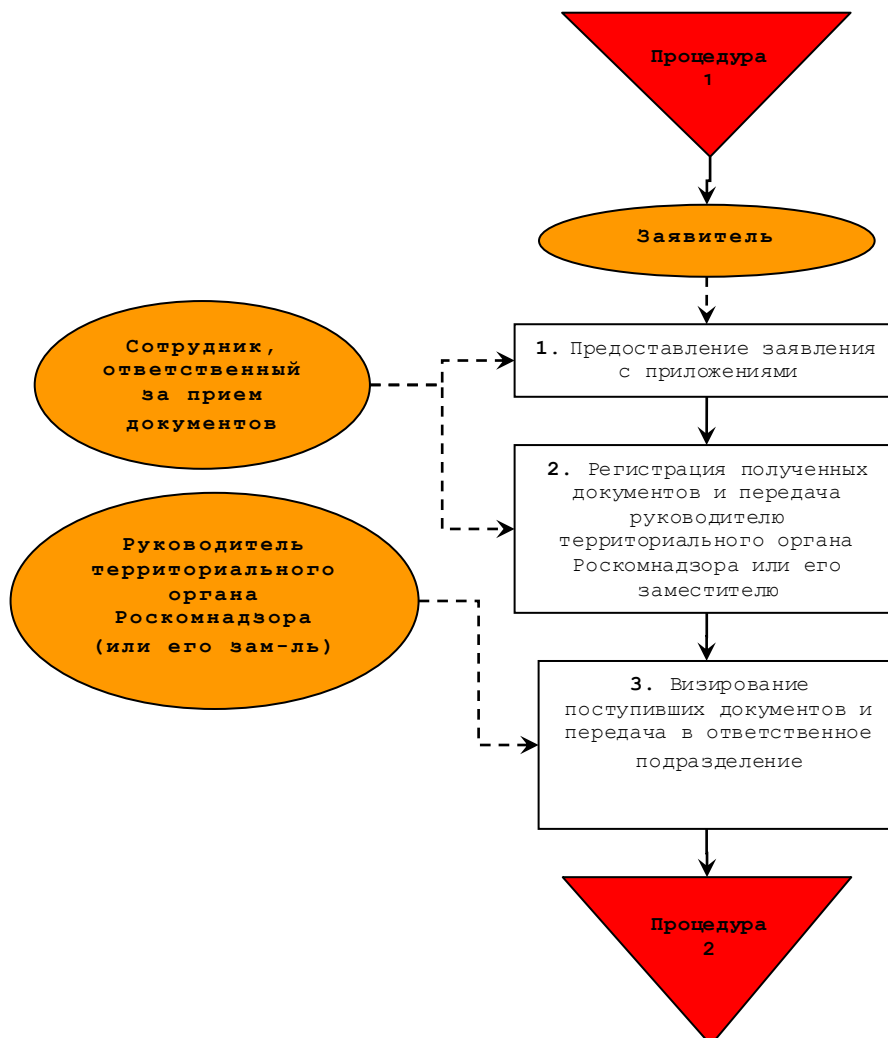 Процедура
1
Заявитель
Сотрудник,
ответственный
за прием
документов
1. Предоставление заявления
с приложениями
2. Регистрация полученных
документов и передача
руководителю
территориального органа
Роскомнадзора или его
заместителю
Руководитель
территориального
органа
Роскомнадзора
(или его зам-ль)
3. Визирование
поступивших документов и
передача в ответственное
подразделение
Процедура
2